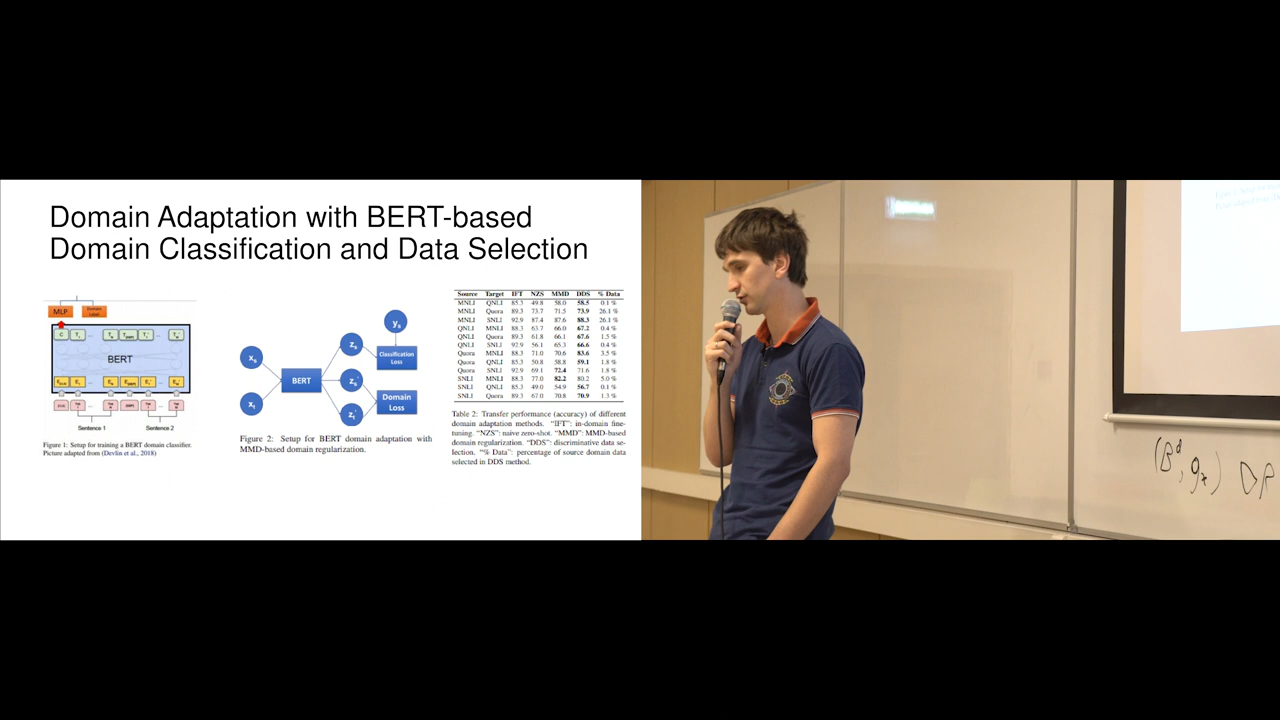 Domain Adaptation with BERT-based
Domain Classification and Data Selection
MLP
BERT
Sentence 1
Sentence 2
Figure 1: Setup for training a BERT domain classifier.
Picture adapted from (Devlin et al., 2018)
xs
xt
BERT
zs
zs'
zt'
ys
Classification
Loss
Domain
Loss
Figure 2: Setup for BERT domain adaptation with
MMD-based domain regularization.
Source Target IFT NZS MMD DDS % Data
MNLI QNLI 85.3 49.8 58.0 58.5 0.1 %
MNLI Quora 89.3 73.7 71.5 73.9 26.1 %
MNLI SNLI 92.9 87.4 87.6 88.3 26.1 %
QNLI MNLI 88.3 63.7 66.0 67.2 0.4 %
QNLI Quora 89.3 61.8 66.1 67.6 1.5 %
QNLI SNLI 92.9 56.1 65.3 66.6 0.4 %
Quora MNLI 88.3 71.0 70.6 83.6 3.5 %
Quora QNLI 85.3 50.8 58.8 59.1 1.8 %
Quora SNLI 92.9 69.1 72.4 71.6 1.8 %
SNLI MNLI 88.3 77.0 82.2 80.2 5.0 %
SNLI QNLI 85.3 49.0 54.9 56.7 0.1 %
SNLI Quora 89.3 67.0 70.8 70.9 1.3 %
Table 2: Transfer performance (accuracy) of different
domain adaptation methods. "IFT": in-domain fine-
tuning. "NZS": naive zero-shot. "MMD": MMD-based
domain regularization. "DDS": discriminative data se-
lection. "% Data": percentage of source domain data
selected in DDS method.